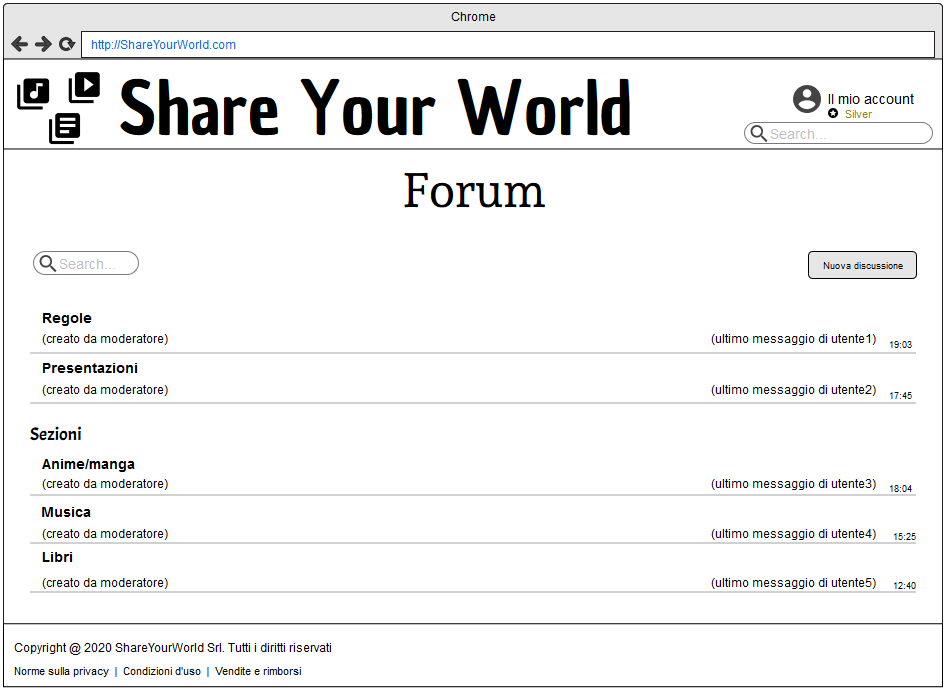 Chrome
http://ShareYourWorld.com
Share Your World
Il mio account
Silver
Search...
Forum
Search...
Nuova discussione
Regole
(creato da moderatore) (ultimo messaggio di utente1) 19:03
Presentazioni
(creato da moderatore) (ultimo messaggio di utente2) 17:45
Sezioni
Anime/manga
(creato da moderatore) (ultimo messaggio di utente3) 18:04
Musica
(creato da moderatore) (ultimo messaggio di utente4) 15:25
Libri
(creato da moderatore) (ultimo messaggio di utente5) 12:40
Copyright @ 2020 ShareYourWorld Srl. Tutti i diritti riservati
Norme sulla privacy | Condizioni d'uso | Vendite e rimborsi